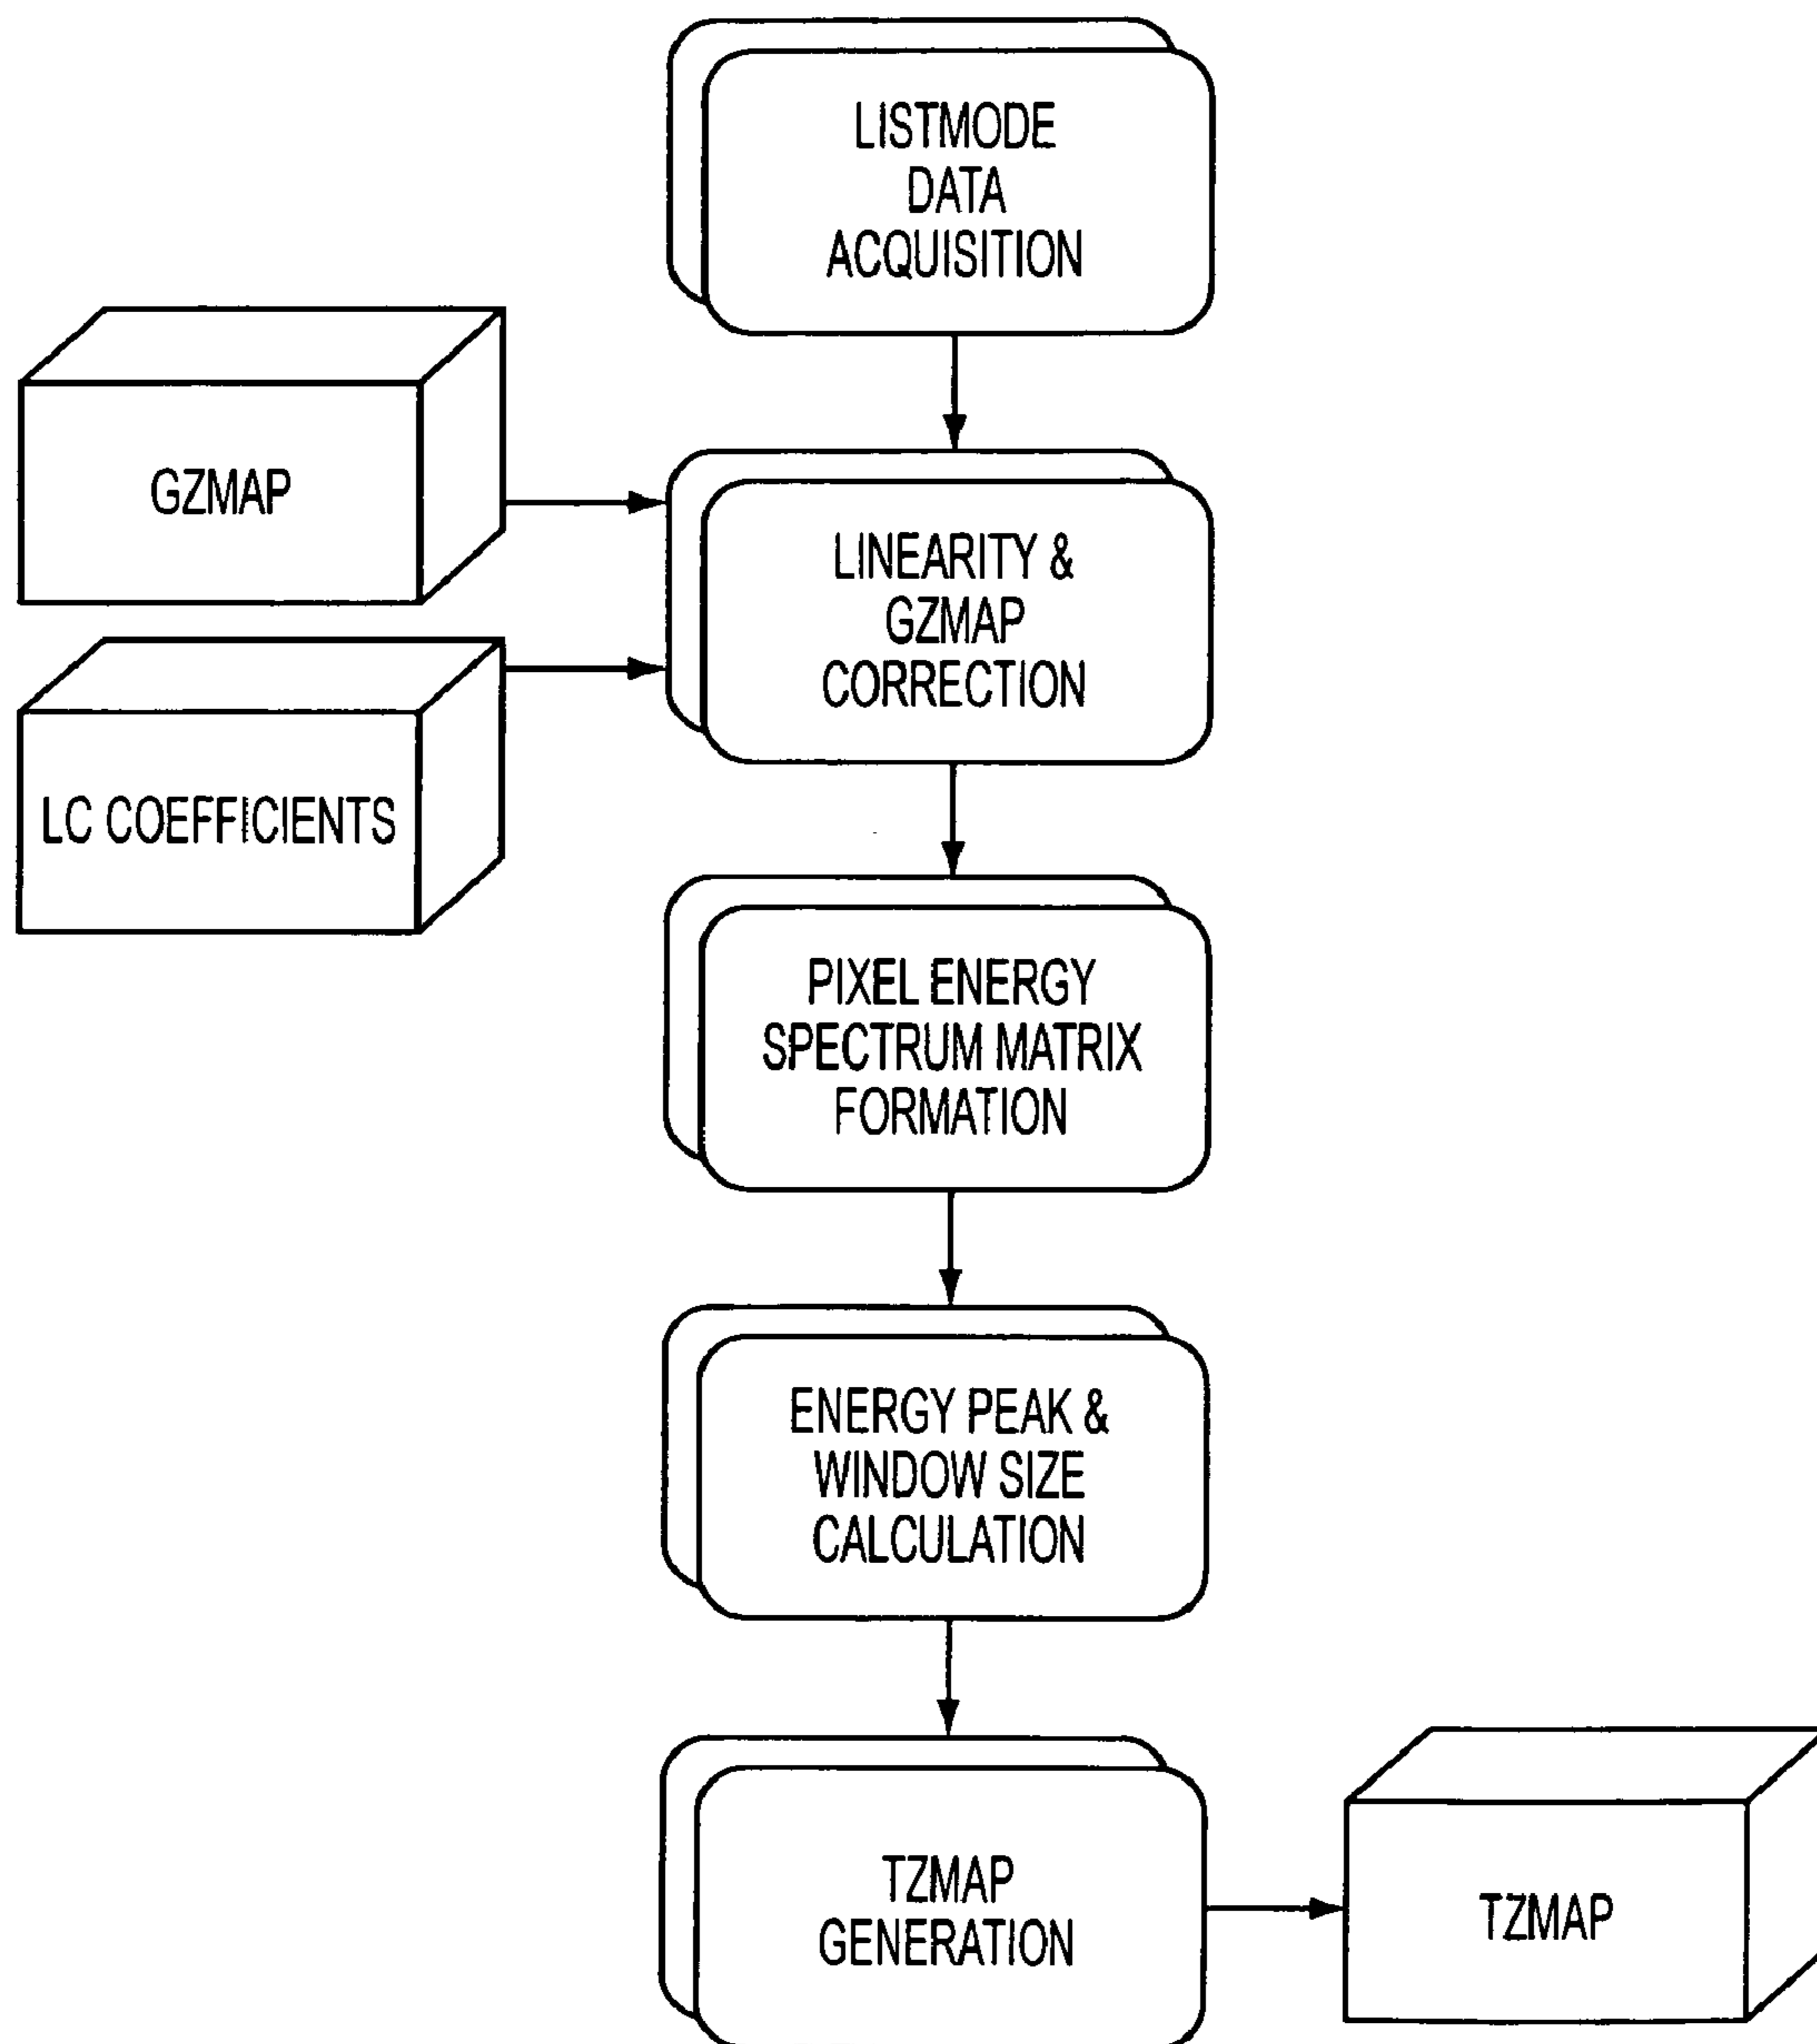 LISTMODE
DATA
ACQUISITION
GZMAP
LINEARITY &
GZMAP
CORRECTION
LC COEFFICIENTS
PIXEL ENERGY
SPECTRUM MATRIX
FORMATION
ENERGY PEAK &
WINDOW SIZE
CALCULATION
TZMAP
GENERATION
TZMAP